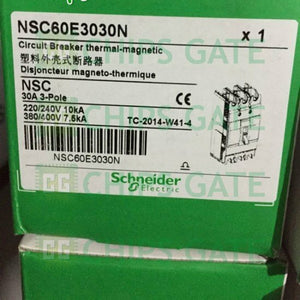 NSC60E3030N x 1
Circuit Breaker thermal-magnetic
塑料外壳式断路器
Disjoncteur magneto-thermique
NSC
30A 3-Pole
220/240V 10kA
380/400V 7.5kA
CE
TC-2014-W41-4
NSC60E3030N
Schneider
Electric
CHIPS GATE